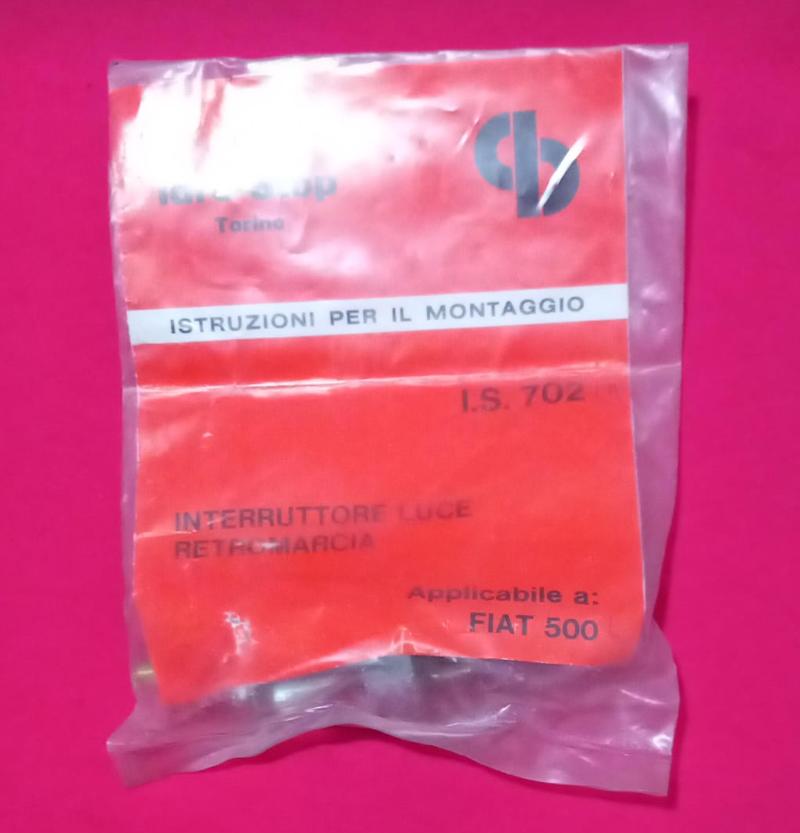 Torino
ISTRUZIONI PER IL MONTAGGIO
I.S. 702
INTERRUTTORE LUCE
RETROMARCIA
Applicabile a:
FIAT 500